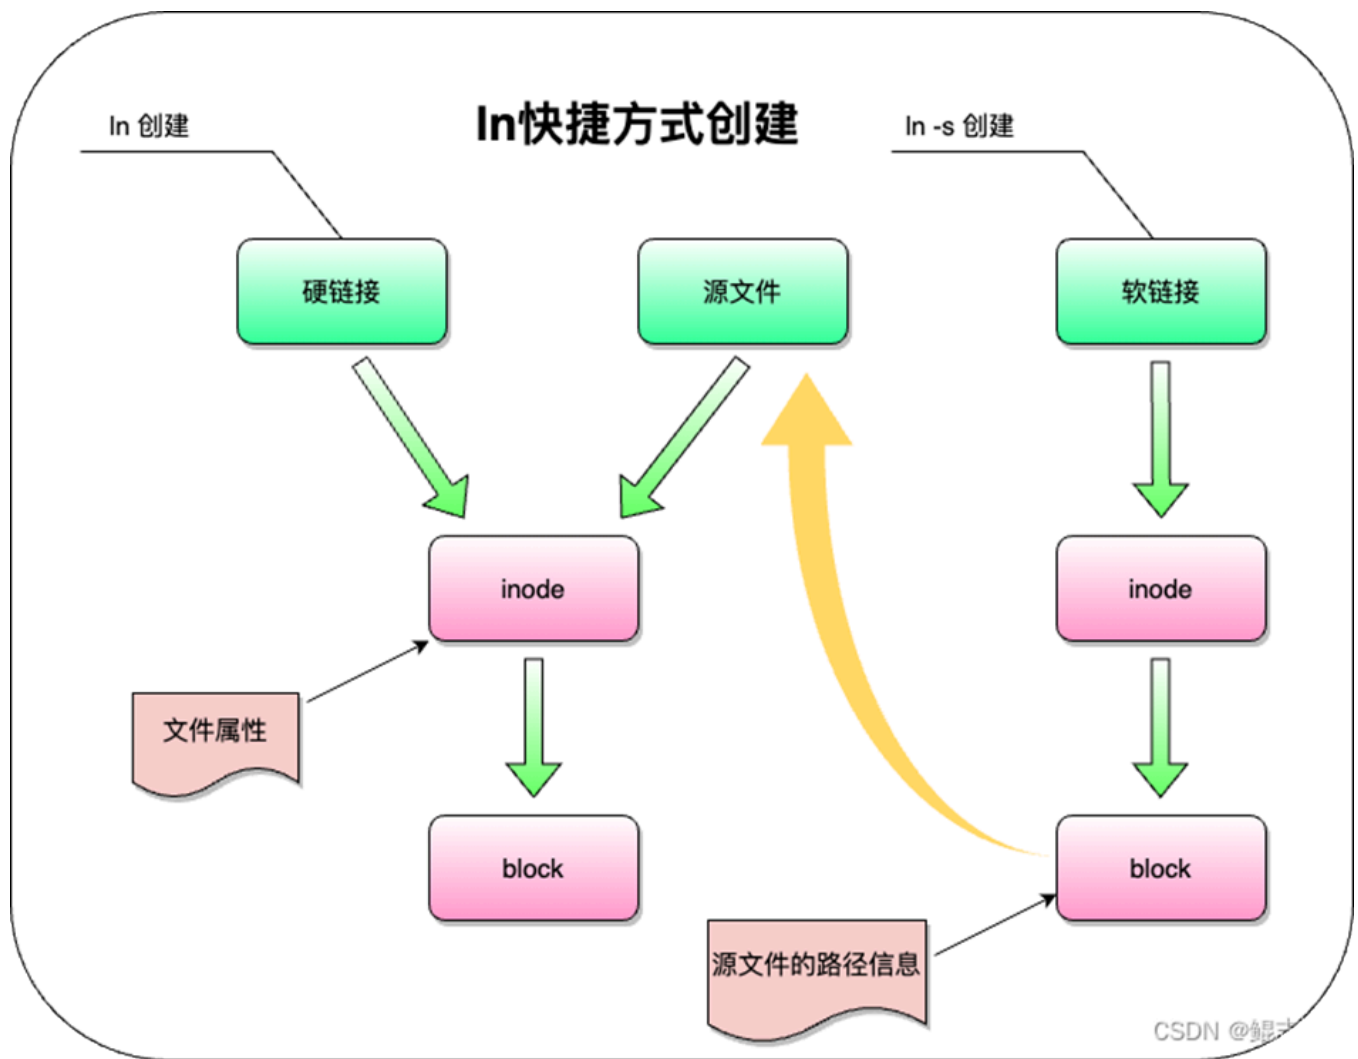 ln 创建
ln快捷方式创建
ln -s 创建
硬链接
源文件
软链接
inode
inode
文件属性
block
block
源文件的路径信息
CSDN @鲲